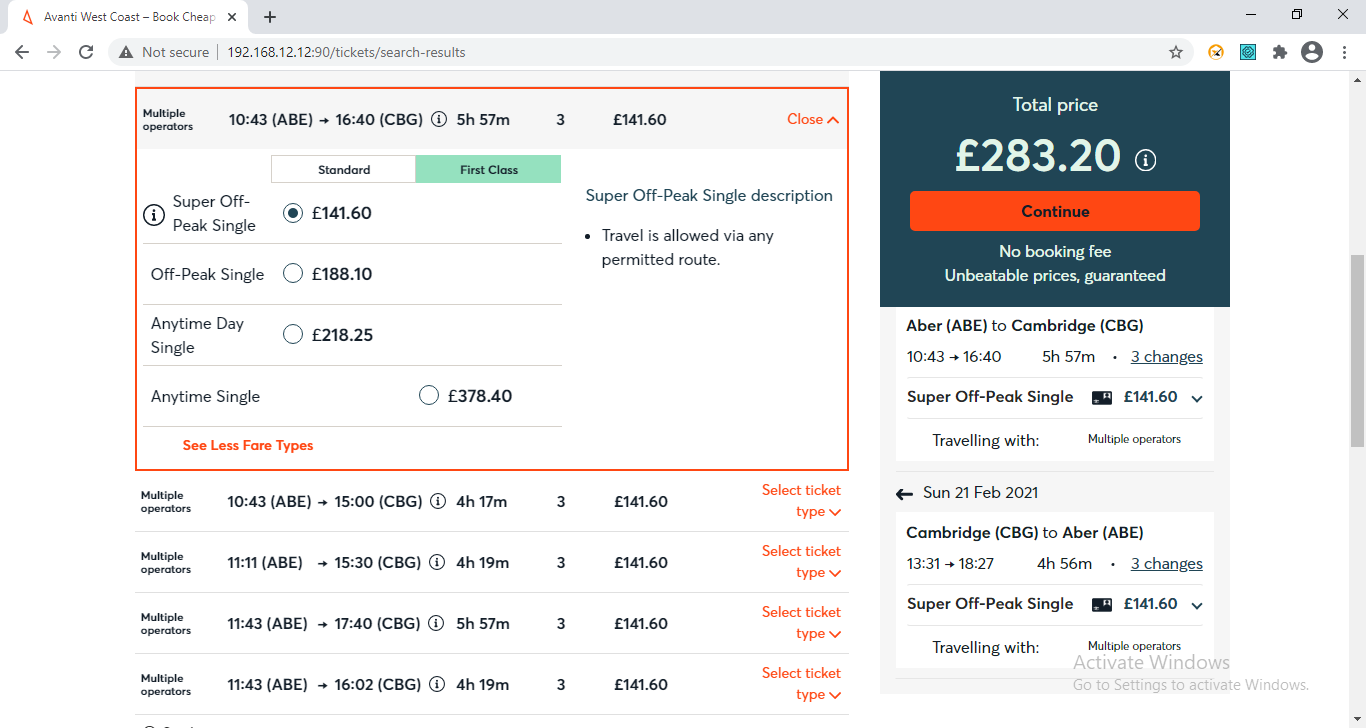 Avanti West Coast – Book Cheap
Not secure 192.168.12.12:90/tickets/search-results
Multiple
operators
10:43 (ABE) → 16:40 (CBG) 5h 57m 3 £141.60 Close
Standard First Class
Super Off-
Peak Single
£141.60
Off-Peak Single £188.10
Anytime Day
Single
£218.25
Anytime Single £378.40
See Less Fare Types
Super Off-Peak Single description
• Travel is allowed via any
permitted route.
Multiple
operators
10:43 (ABE) → 15:00 (CBG) 4h 17m 3 £141.60
Select ticket
type
Multiple
operators
11:11 (ABE) → 15:30 (CBG) 4h 19m 3 £141.60
Select ticket
type
Multiple
operators
11:43 (ABE) → 17:40 (CBG) 5h 57m 3 £141.60
Select ticket
type
Multiple
operators
11:43 (ABE) → 16:02 (CBG) 4h 19m 3 £141.60
Select ticket
type
Total price
£283.20
Continue
No booking fee
Unbeatable prices, guaranteed
Aber (ABE) to Cambridge (CBG)
10:43 → 16:40 5h 57m · 3 changes
Super Off-Peak Single £141.60
Travelling with: Multiple operators
← Sun 21 Feb 2021
Cambridge (CBG) to Aber (ABE)
13:31 → 18:27 4h 56m · 3 changes
Super Off-Peak Single £141.60
Travelling with: Multiple operators
Activate Windows
Go to Settings to activate Windows.